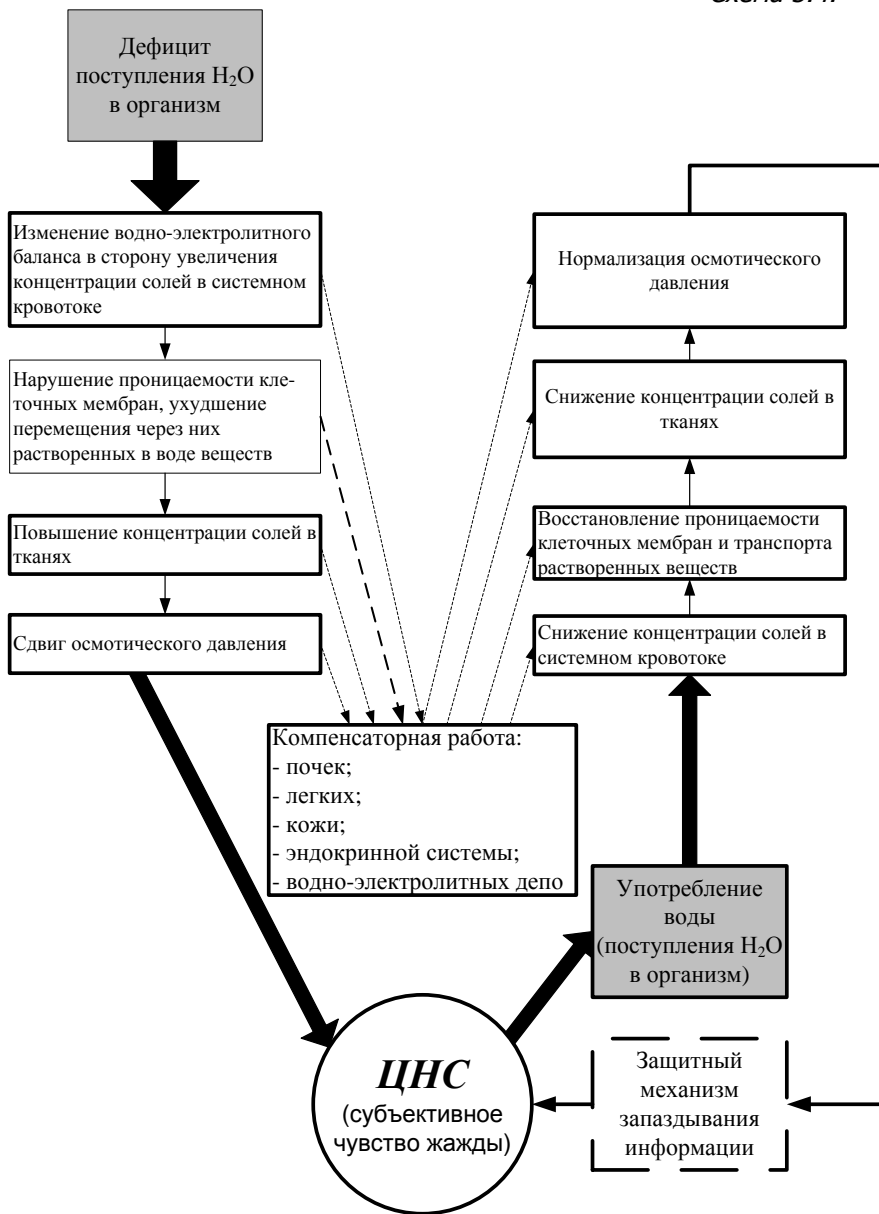 Дефицит
поступления H₂O
в организм
Изменение водно-электролитного
баланса в сторону увеличения
концентрации солей в системном
кровотоке
Нарушение проницаемости кле-
точных мембран, ухудшение
перемещения через них
растворенных в воде веществ
Повышение концентрации солей в
тканях
Сдвиг осмотического давления
Нормализация осмотического
давления
Снижение концентрации солей в
тканях
Восстановление проницаемости
клеточных мембран и транспорта
растворенных веществ
Снижение концентрации солей в
системном кровотоке
Компенсаторная работа:
- почек;
- легких;
- кожи;
- эндокринной системы;
- водно-электролитных депо
Употребление
воды
(поступления H₂O
в организм)
ЦНС
(субъективное
чувство жажды)
Защитный
механизм
запаздывания
информации